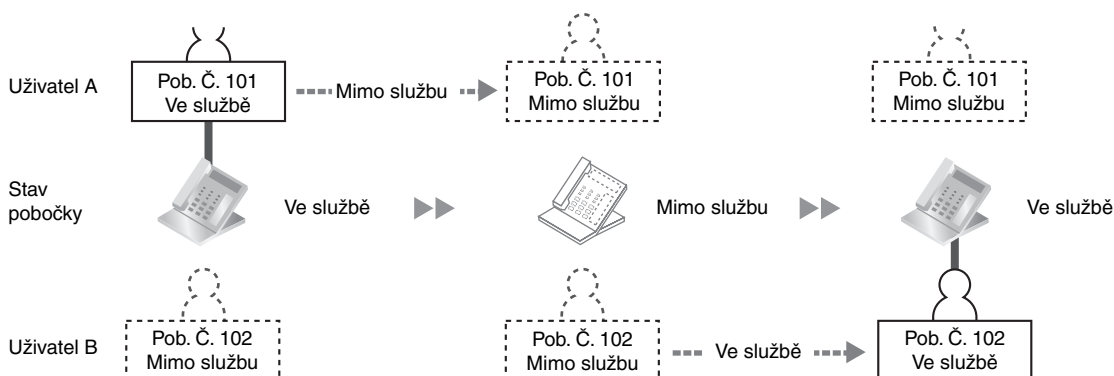 Uživatel A
Pob. Č. 101
Ve službě
Mimo službu
Pob. Č. 101
Mimo službu
Pob. Č. 101
Mimo službu
Stav
pobočky
Ve službě
Mimo službu
Ve službě
Uživatel B
Pob. Č. 102
Mimo službu
Pob. Č. 102
Mimo službu
Ve službě
Pob. Č. 102
Ve službě